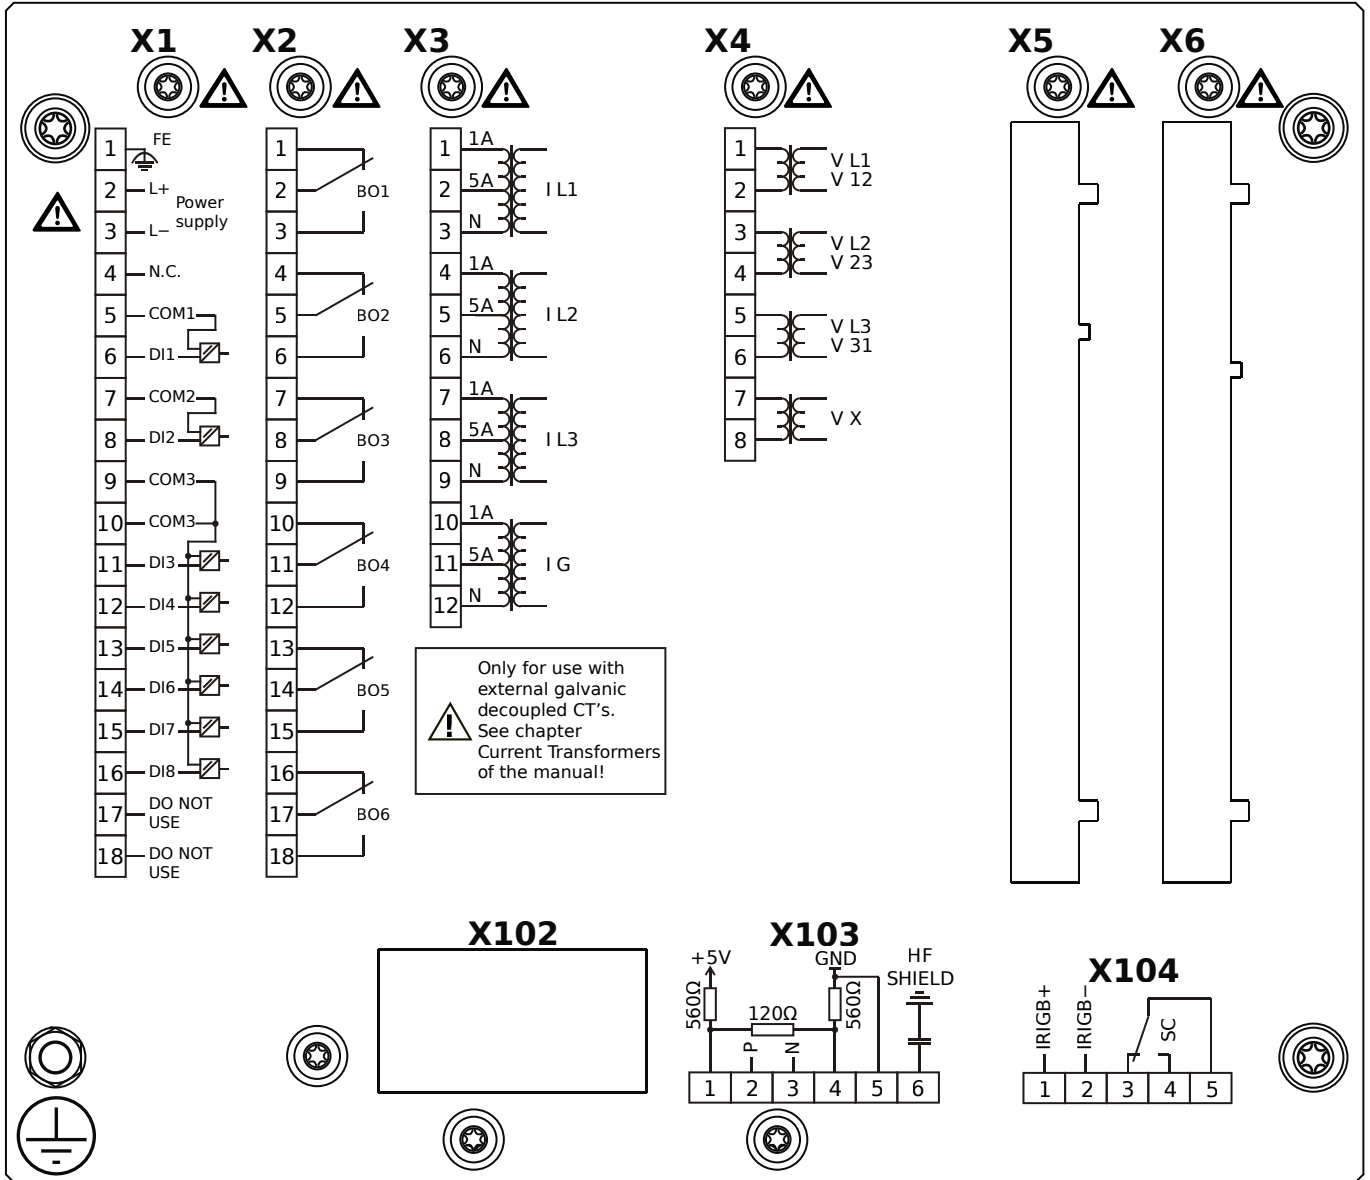 X1 X2 X3 X4 X5 X6
1 FE
2 L+
3 L−
Power
supply
4 N.C.
5 COM1
6 DI1
7 COM2
8 DI2
9 COM3
10 COM3
11 DI3
12 DI4
13 DI5
14 DI6
15 DI7
16 DI8
17 DO NOT
USE
18 DO NOT
USE
1
2 BO1
3
4
5 BO2
6
7
8 BO3
9
10
11 BO4
12
13
14 BO5
15
16
17 BO6
18
1 1A
2 5A I L1
3 N
4 1A
5 5A I L2
6 N
7 1A
8 5A I L3
9 N
10 1A
11 5A I G
12 N
Only for use with
external galvanic
decoupled CT's.
See chapter
Current Transformers
of the manual!
1 V L1
2 V 12
3 V L2
4 V 23
5 V L3
6 V 31
7 V X
8
X102
X103
+5V GND HF
SHIELD
560Ω 120Ω 560Ω
P N
1 2 3 4 5 6
X104
IRIGB+ IRIGB− SC
1 2 3 4 5